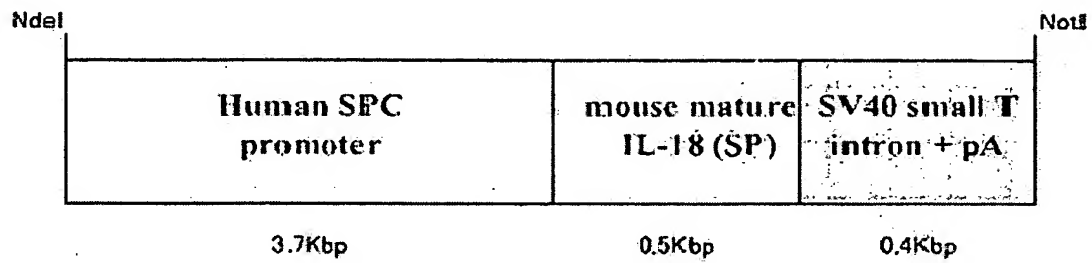 NdeI NotI
Human SPC mouse mature SV40 small T
promoter IL-18 (SP) intron + pA
3.7Kbp 0.5Kbp 0.4Kbp